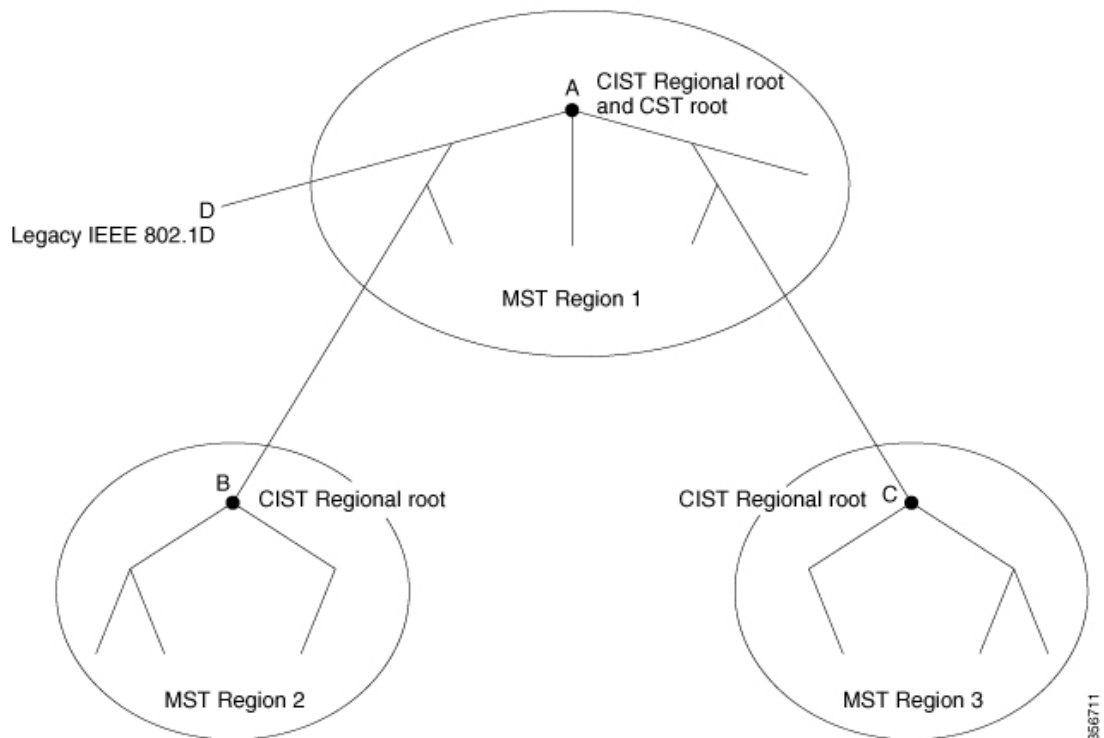 A
CIST Regional root
and CST root
D
Legacy IEEE 802.1D
MST Region 1
B
CIST Regional root
CIST Regional root
C
MST Region 2
MST Region 3
356711